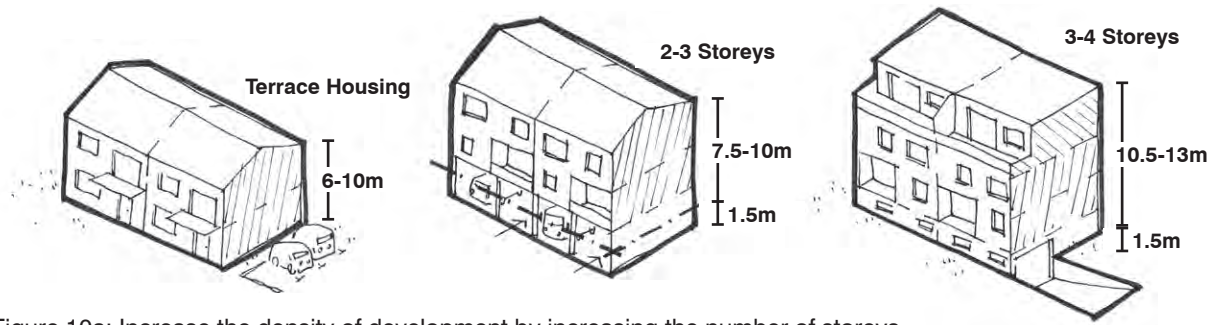 Terrace Housing
6-10m
2-3 Storeys
7.5-10m
1.5m
3-4 Storeys
10.5-13m
1.5m
Figure 10a: Increase the density of development by increasing the number of storeys